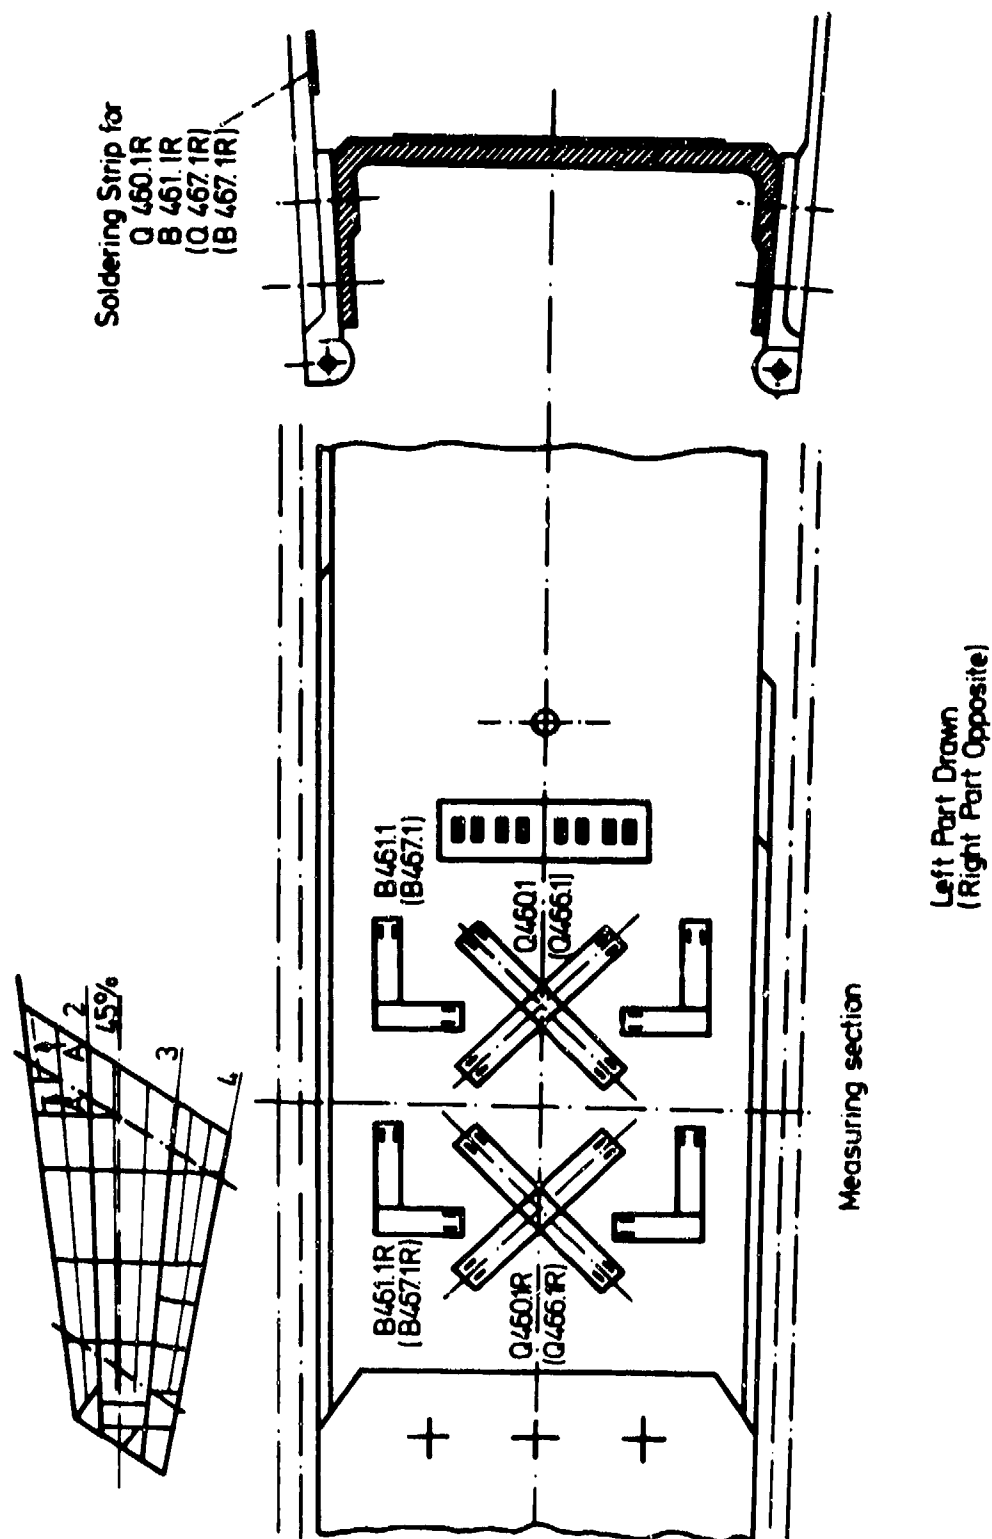 Soldering Strip for
Q 460.1R
B 461.1R
(Q 467.1R)
(B 467.1R)
2
45%
3
4
B461.1
(B467.1)
Q460.1
(Q466.1)
B461.1R
(B467.1R)
Q460.1R
(Q466.1R)
Measuring section
Left Part Drawn
(Right Part Opposite)